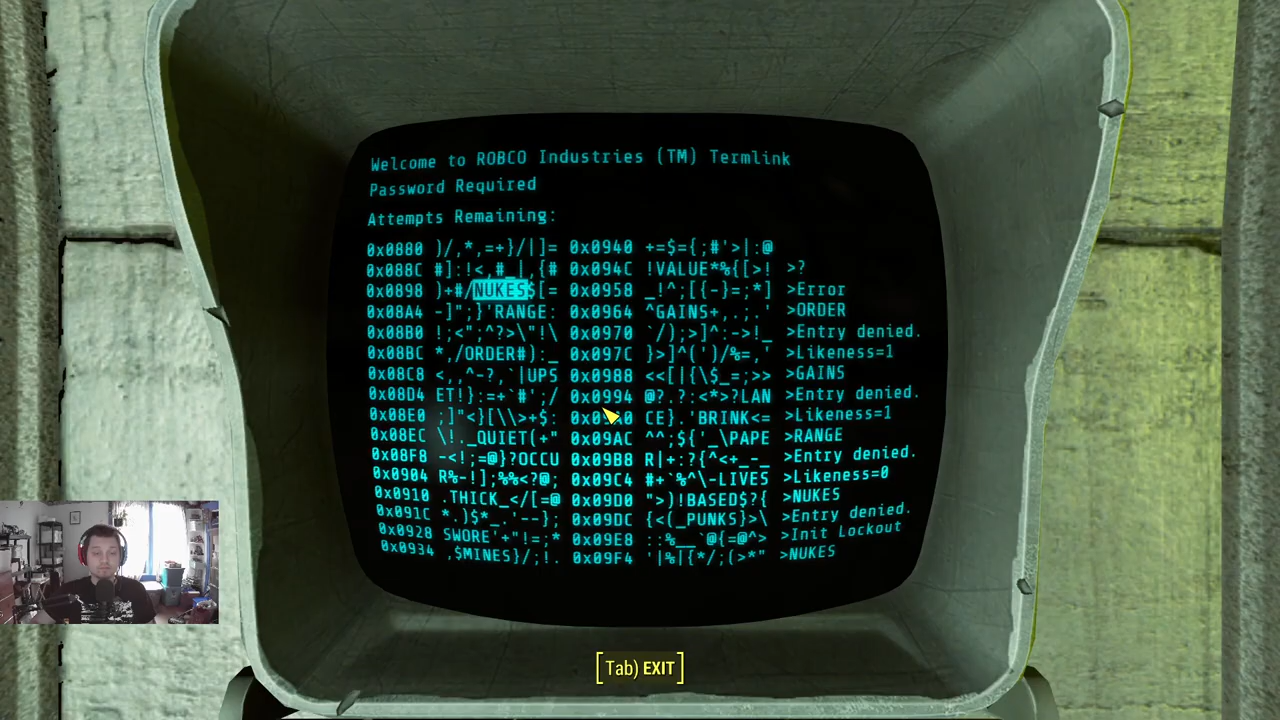 Welcome to ROBCO Industries (TM) Termlink
Password Required
Attempts Remaining:
0x0880 )/,*,=+}/|]= 0x0940 +=$={;#'>|:@
0x088C #]:!<,#_|,{# 0x094C !VALUE*%{[>! >?
0x0898 )+#/NUKES$[= 0x0958 _!^;[{-}=;*] >Error
0x08A4 -]";}'RANGE: 0x0964 ^GAINS+,.;.' >ORDER
0x08B0 !;<";^?>\"!\ 0x0970 `/);>]^:->!_ >Entry denied.
0x08BC *,/ORDER#):_ 0x097C }>]^(')/%=,' >Likeness=1
0x08C8 <,,^-?,`|UPS 0x0988 <<[|{\$_=;>> >GAINS
0x08D4 ET!}:=+`#';/ 0x0994 @?.?:<*>?LAN >Entry denied.
0x08E0 ;]"<}[\\>+$: CE}.'BRINK<= >Likeness=1
0x08EC \!._QUIET(+" 0x09AC ^^;${'_\PAPE >RANGE
0x08F8 -<!;=@}?OCCU 0x09B8 R|+:?{^<+_-_ >Entry denied.
0x0904 R%-!];%%<?@; 0x09C4 #+`%^\-LIVES >Likeness=0
0x0910 .THICK_</[=@ 0x09D0 ">)!BASED$?{ >NUKES
0x091C *.)$*_.'--}; 0x09DC {<(_PUNKS}>\ >Entry denied.
0x0928 SWORE'+"!=;* 0x09E8 ::%__`@{=@^> >Init Lockout
0x0934 ,$MINES}/;!. 0x09F4 '|%|{*/;(>*" >NUKES
[Tab) EXIT]